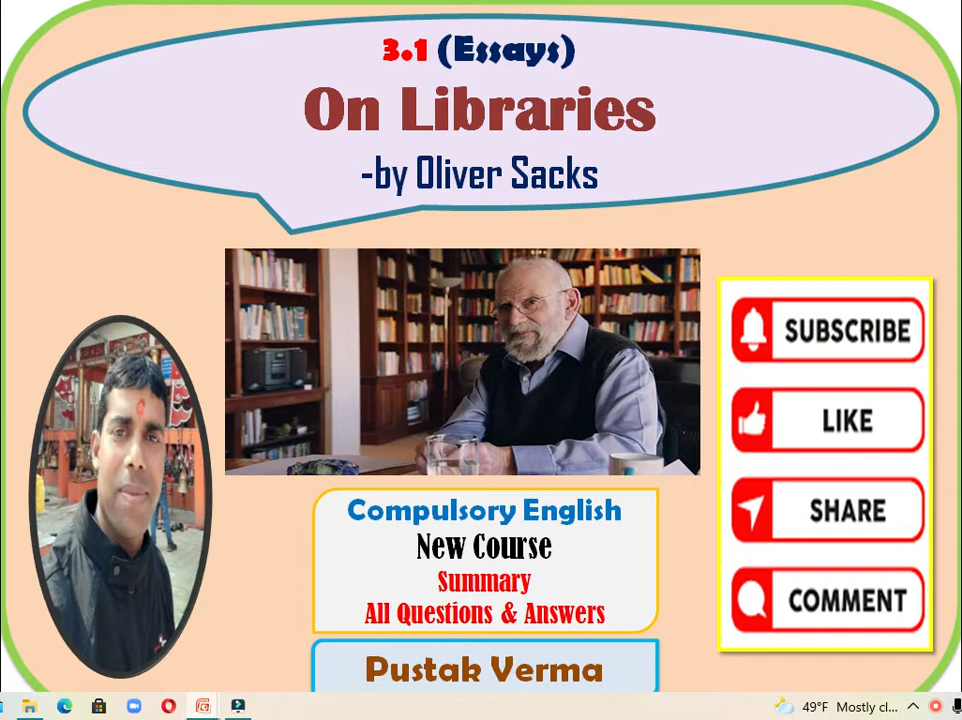 3.1 (Essays)
On Libraries
-by Oliver Sacks
SUBSCRIBE
LIKE
SHARE
COMMENT
Compulsory English
New Course
Summary
All Questions & Answers
Pustak Verma
49°F Mostly cl...